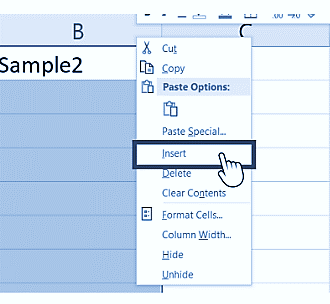 B
C
Sample2
Cut
Copy
Paste Options:
Paste Special...
Insert
Delete
Clear Contents
Format Cells...
Column Width...
Hide
Unhide